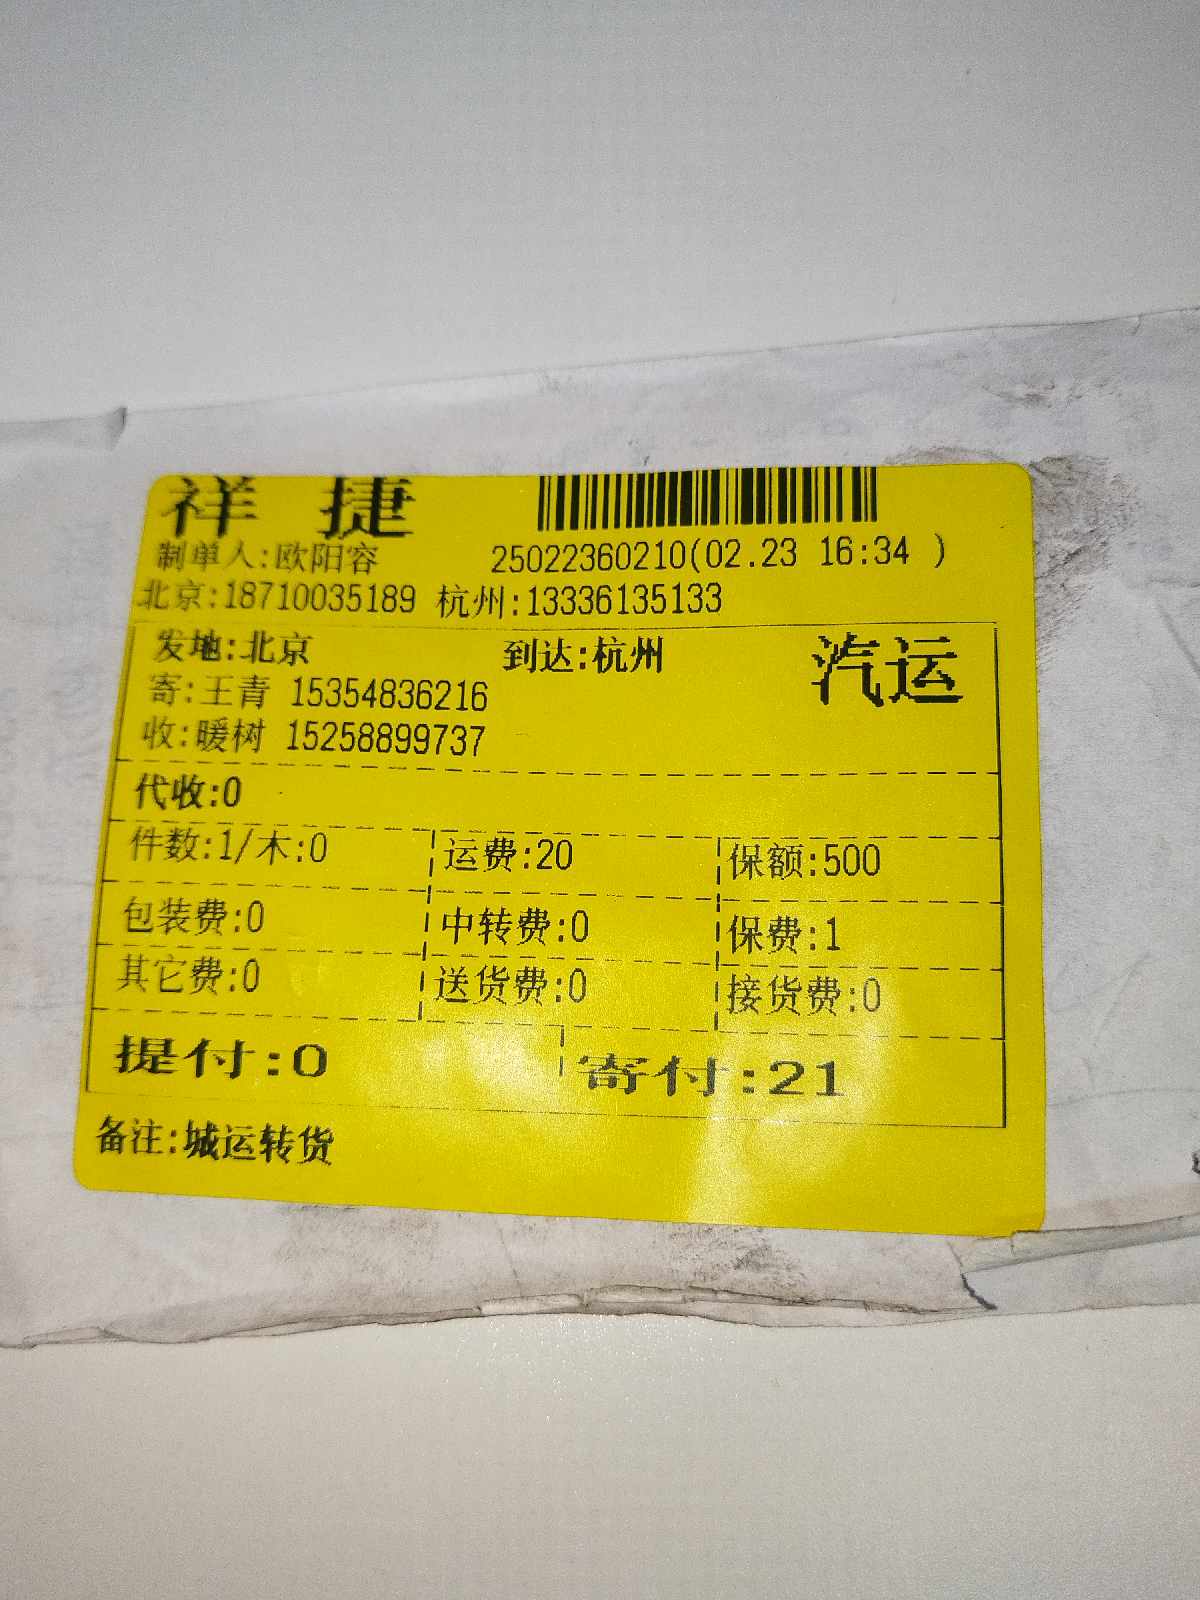 祥 捷
制单人:欧阳容 25022360210(02.23 16:34 )
北京:18710035189 杭州:13336135133
发地:北京 到达:杭州 汽运
寄:王青 15354836216
收:暖树 15258899737
代收:0
件数:1/木:0 运费:20 保额:500
包装费:0 中转费:0 保费:1
其它费:0 送货费:0 接货费:0
提付:0 寄付:21
备注:城运转货